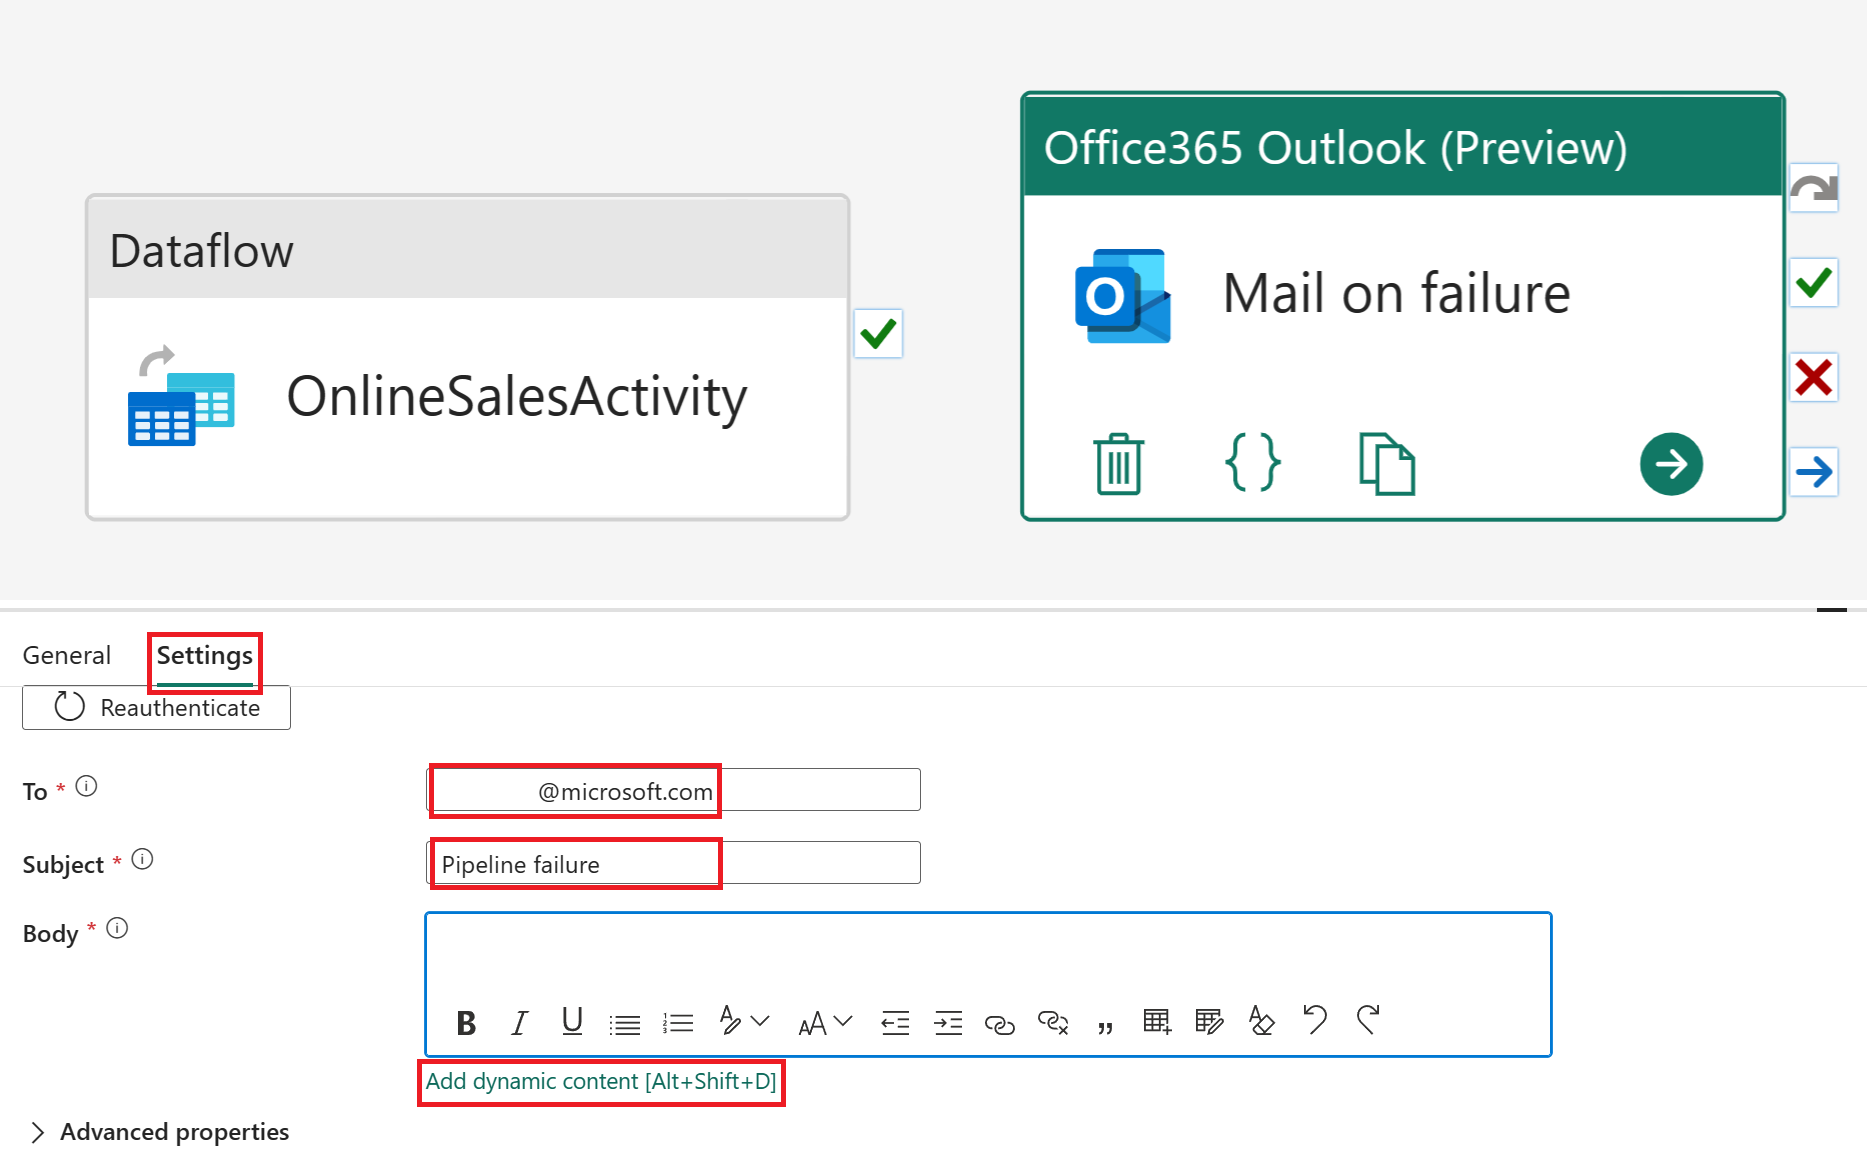 Dataflow
OnlineSalesActivity
Office365 Outlook (Preview)
Mail on failure
General
Settings
Reauthenticate
To *
@microsoft.com
Subject *
Pipeline failure
Body *
B I U
Add dynamic content [Alt+Shift+D]
Advanced properties